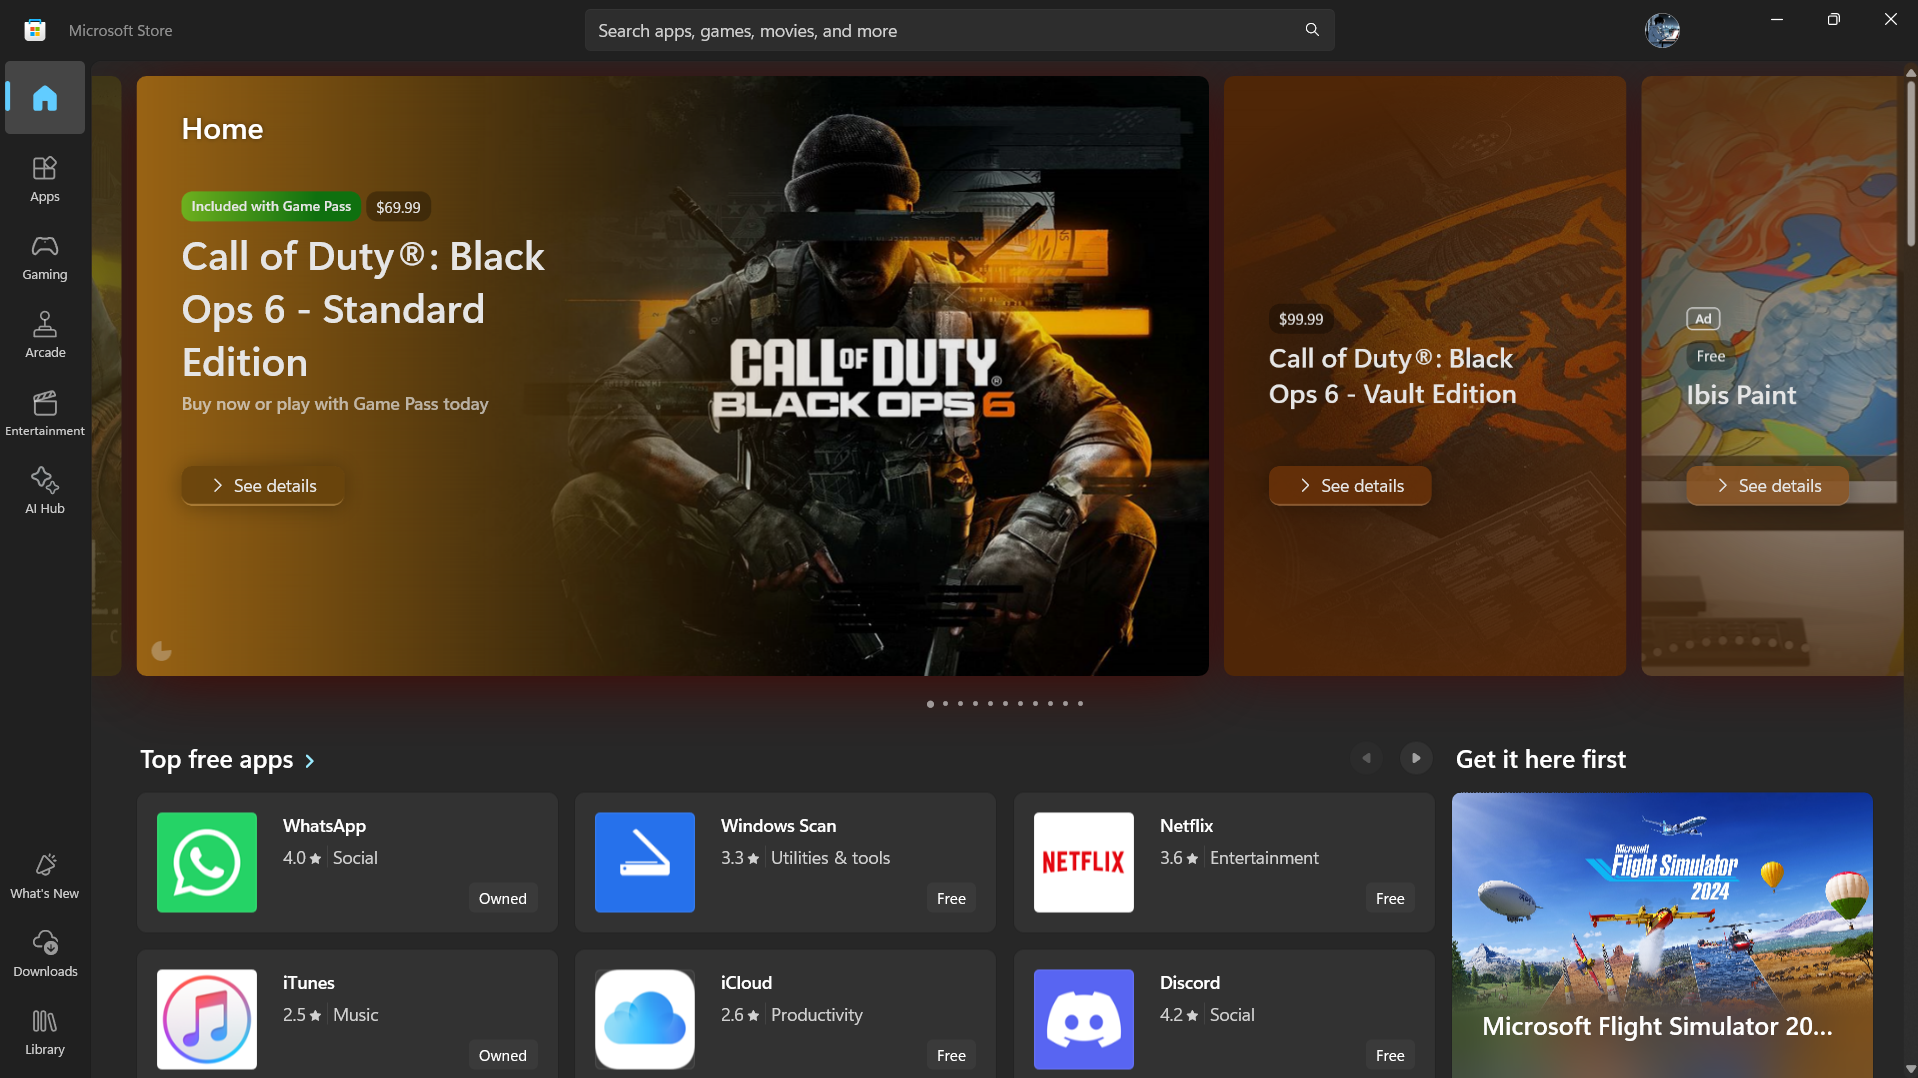 Microsoft Store
Search apps, games, movies, and more
Home
Apps
Gaming
Arcade
Entertainment
AI Hub
What's New
Downloads
Library
Included with Game Pass
$69.99
Call of Duty®: Black
Ops 6 - Standard
Edition
Buy now or play with Game Pass today
See details
CALL OF DUTY®
BLACK OPS 6
$99.99
Call of Duty®: Black
Ops 6 - Vault Edition
See details
Ad
Free
Ibis Paint
See details
Top free apps
WhatsApp
4.0 ★ Social
Owned
Windows Scan
3.3 ★ Utilities & tools
Free
NETFLIX
Netflix
3.6 ★ Entertainment
Free
iTunes
2.5 ★ Music
Owned
iCloud
2.6 ★ Productivity
Free
Discord
4.2 ★ Social
Free
Get it here first
Microsoft
Flight Simulator
2024
Microsoft Flight Simulator 20...